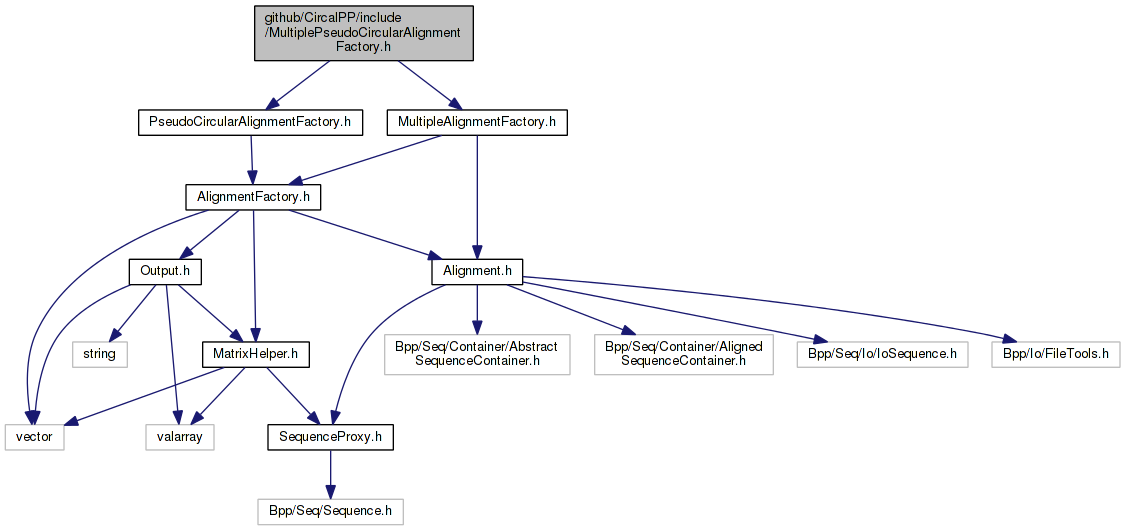 github/CircalPP/include
/MultiplePseudoCircularAlignment
Factory.h
PseudoCircularAlignmentFactory.h
MultipleAlignmentFactory.h
AlignmentFactory.h
Output.h
Alignment.h
string
MatrixHelper.h
Bpp/Seq/Container/Abstract
SequenceContainer.h
Bpp/Seq/Container/Aligned
SequenceContainer.h
Bpp/Seq/Io/IoSequence.h
Bpp/Io/FileTools.h
vector
valarray
SequenceProxy.h
Bpp/Seq/Sequence.h